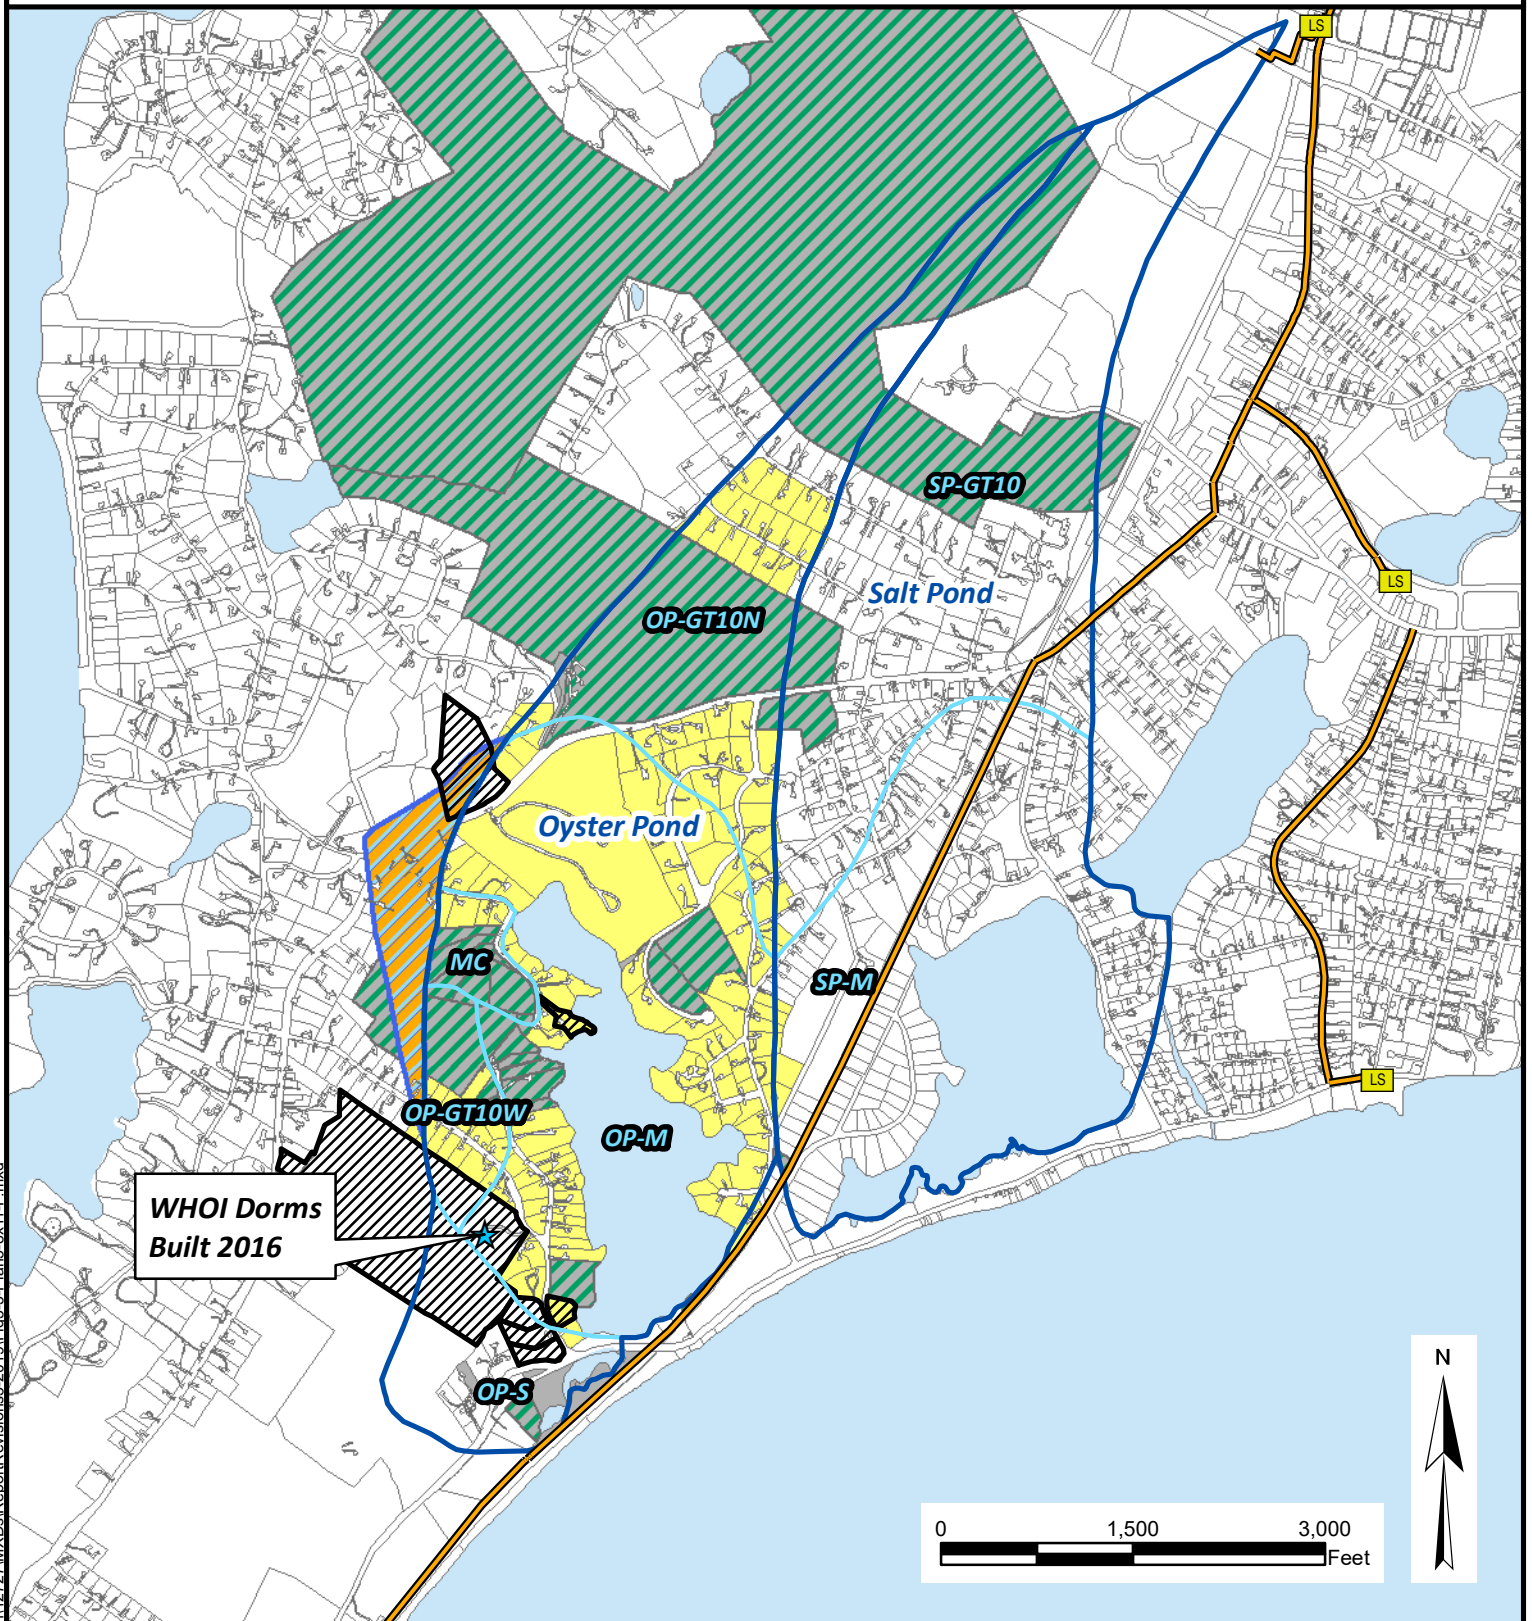 LS
SP-GT10
LS
Salt Pond
OP-GT10N
Oyster Pond
MC
SP-M
LS
OP-GT10W
OP-M
WHOI Dorms
Built 2016
OP-S
N
0 1,500 3,000
Feet